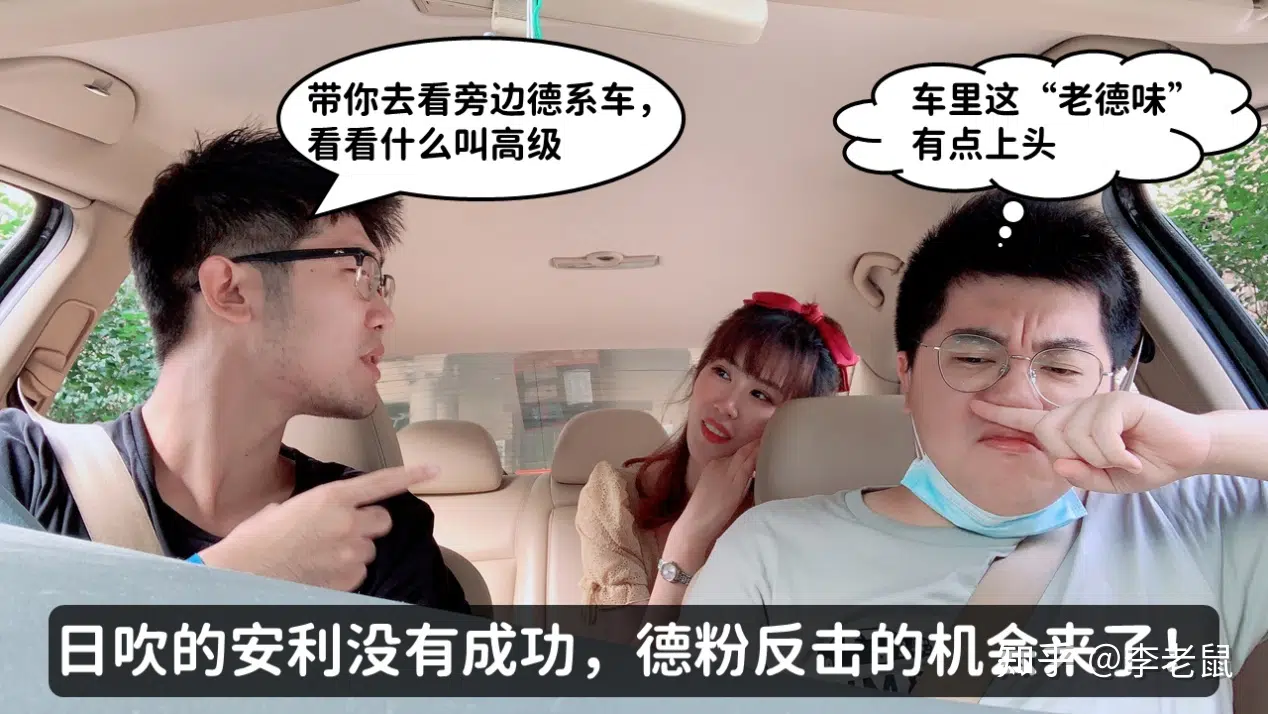 带你去看旁边德系车，
看看什么叫高级
车里这“老德味”
有点上头
日吹的安利没有成功，德粉反击的机会来了！
知乎 @李老鼠